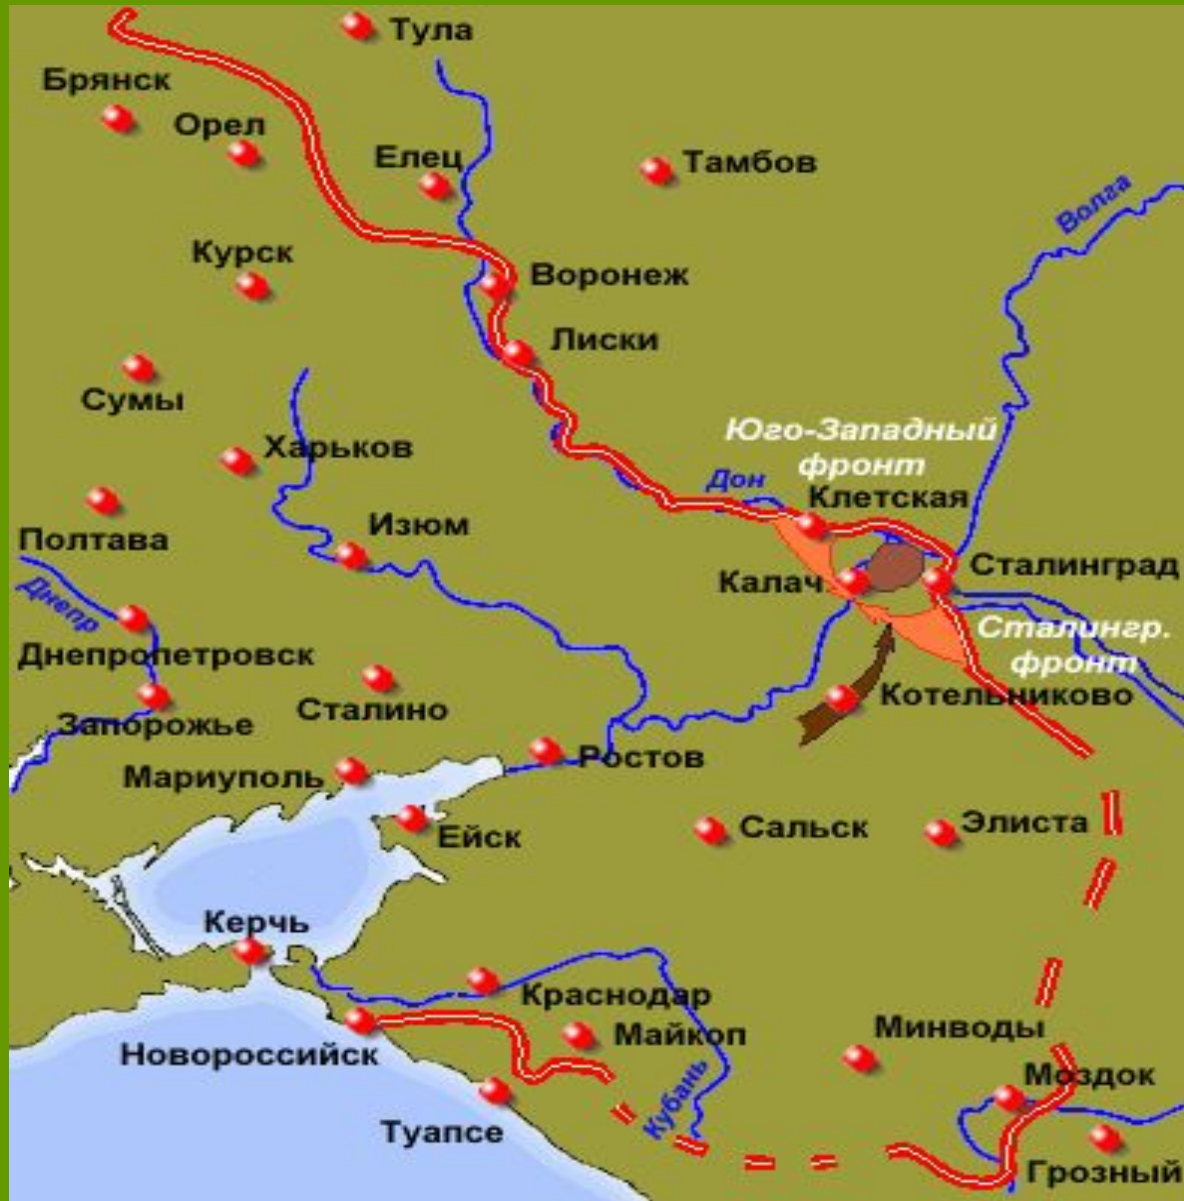 Тула
Брянск
Орел
Елец
Тамбов
Волга
Курск
Воронеж
Лиски
Сумы
Юго-Западный
фронт
Харьков
Дон
Клетская
Изюм
Полтава
Калач
Сталинград
Днепр
Сталингр.
фронт
Днепропетровск
Котельниково
Сталино
Запорожье
Ростов
Мариуполь
Элиста
Сальск
Ейск
Керчь
Краснодар
Минводы
Майкоп
Новороссийск
Моздок
Кубань
Туапсе
Грозный